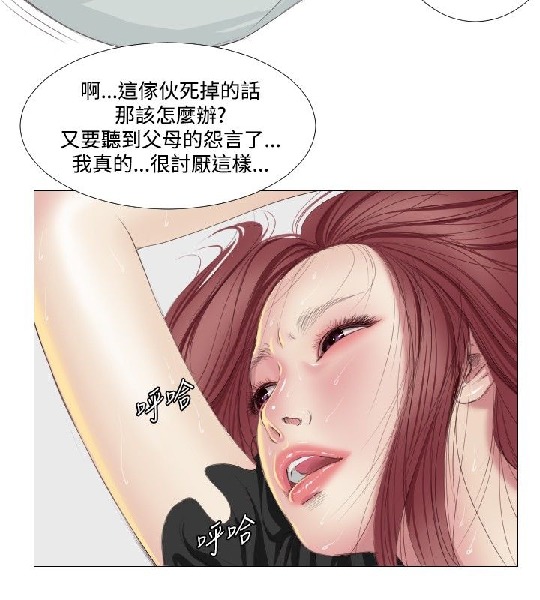 啊...這傢伙死掉的話
那該怎麼辦?
又要聽到父母的怨言了...
我真的...很討厭這樣...
呼哈
呼哈